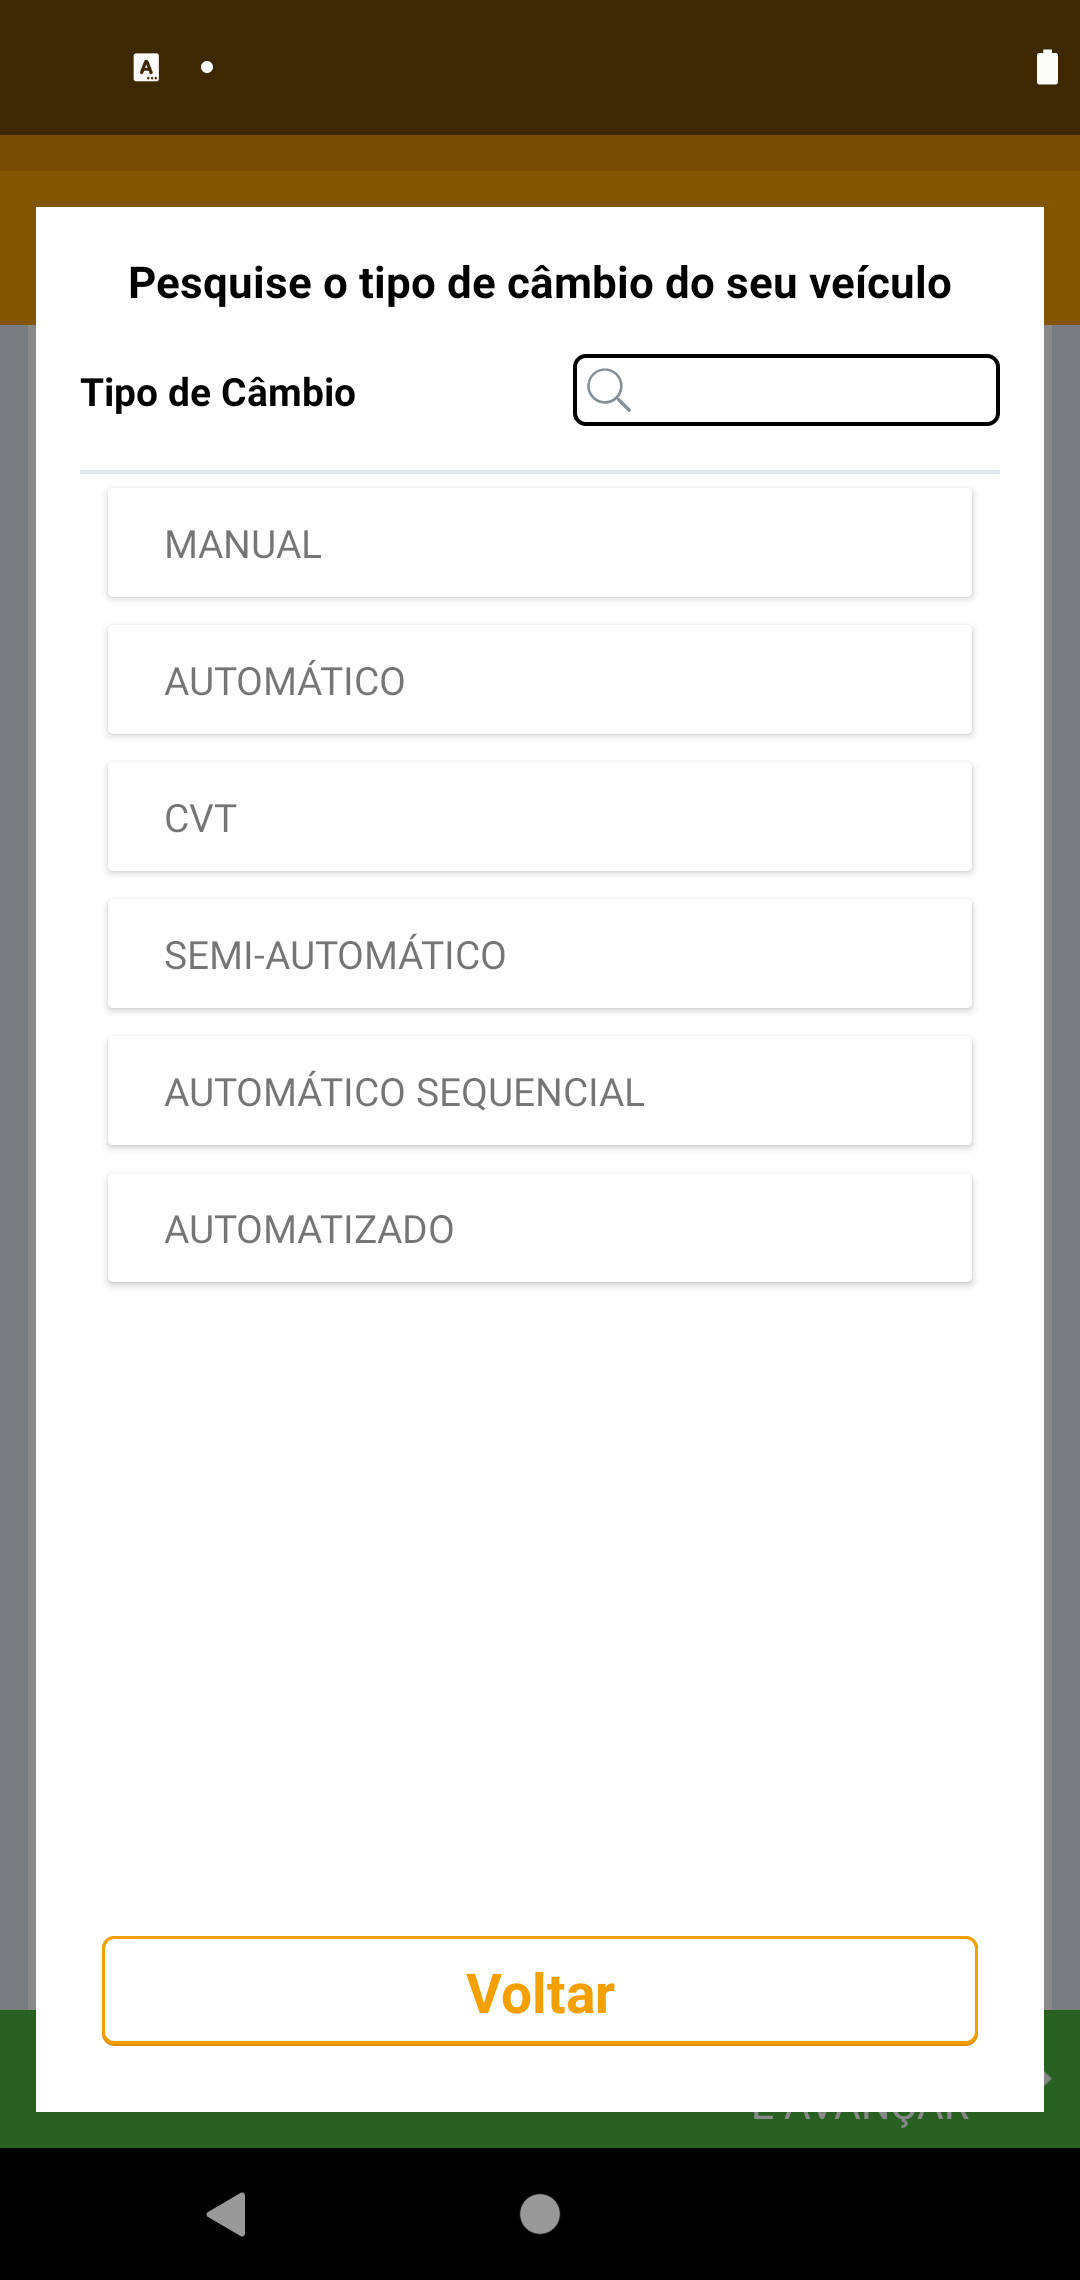 Pesquise o tipo de câmbio do seu veículo
Tipo de Câmbio
MANUAL
AUTOMÁTICO
CVT
SEMI-AUTOMÁTICO
AUTOMÁTICO SEQUENCIAL
AUTOMATIZADO
Voltar
E AVANÇAR